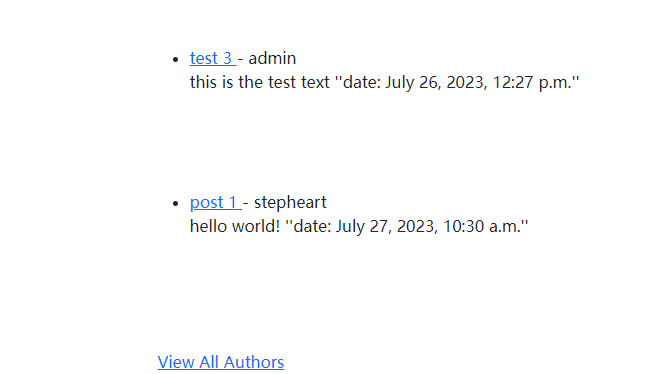 test 3 - admin
this is the test text "date: July 26, 2023, 12:27 p.m."
post 1 - stepheart
hello world! "date: July 27, 2023, 10:30 a.m."
View All Authors